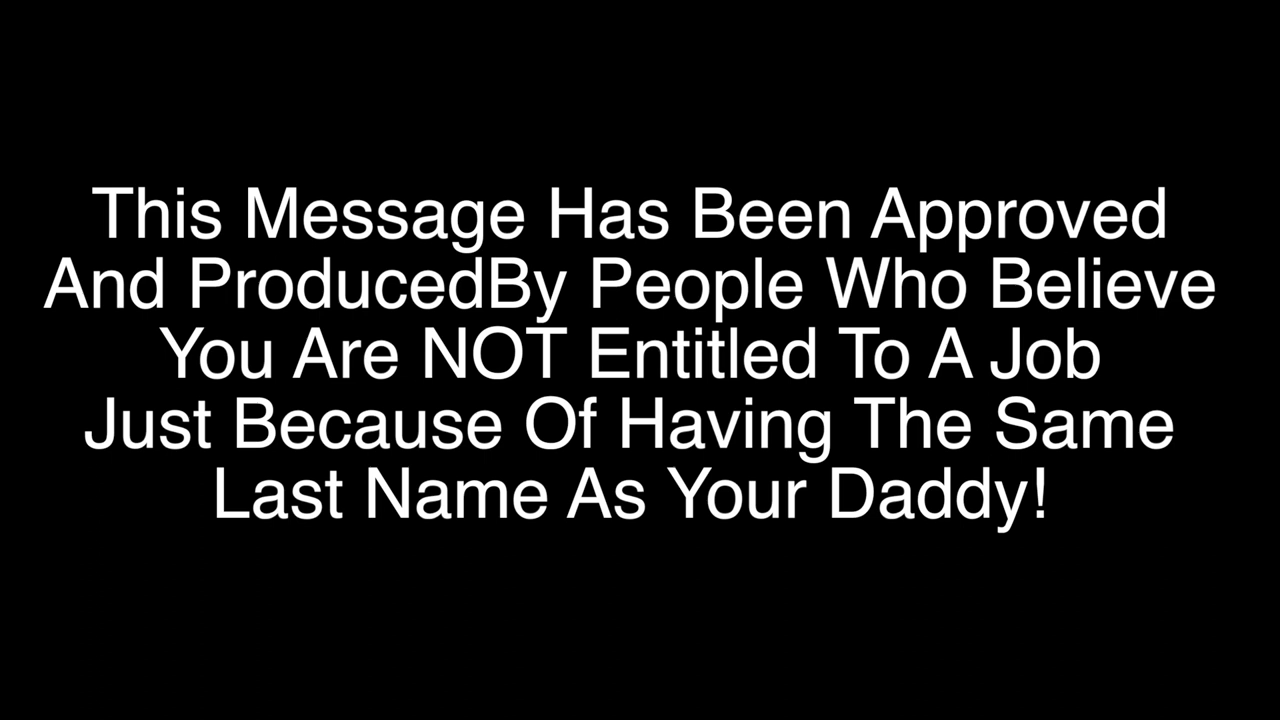 This Message Has Been Approved
And ProducedBy People Who Believe
You Are NOT Entitled To A Job
Just Because Of Having The Same
Last Name As Your Daddy!